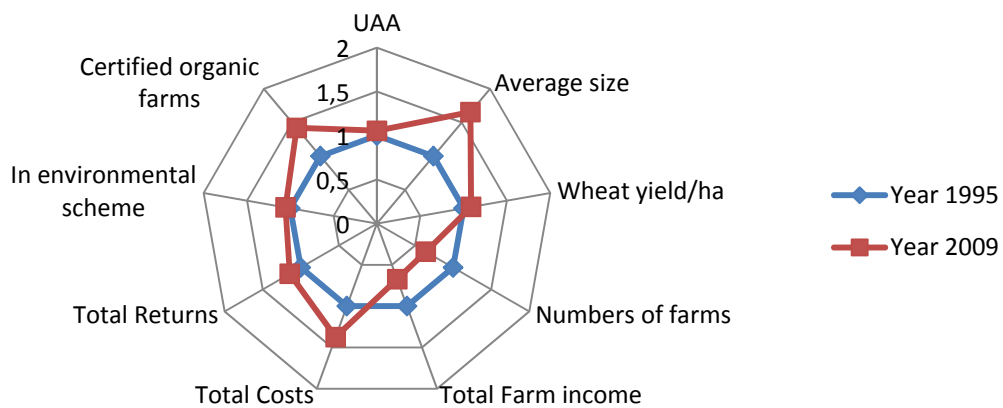 UAA
2
Certified organic
farms
1,5
Average size
1
In environmental
scheme
0,5
Wheat yield/ha
0
Year 1995
Year 2009
Total Returns
Numbers of farms
Total Costs
Total Farm income